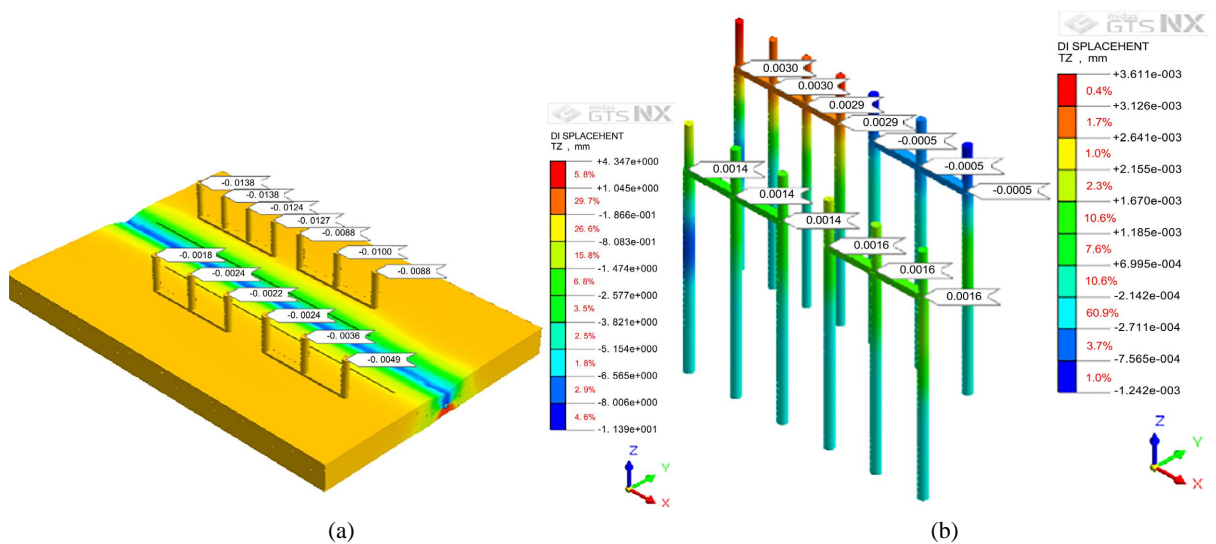 midas
GTS NX
DI SPLACEHENT
TZ , mm
+4. 347e+000
5.8%
+1. 045e+000
29.7%
-1. 866e-001
26.6%
-8. 083e-001
15.8%
-1. 474e+000
6.8%
-2. 577e+000
3.5%
-3. 821e+000
2.5%
-5. 154e+000
1.8%
-6. 565e+000
2.9%
-8. 006e+000
4.6%
-1. 139e+001
-0.0138
-0.0138
-0.0124
-0.0127
-0.0088
-0.0100
-0.0088
-0.0018
-0.0024
-0.0022
-0.0024
-0.0036
-0.0049
Z
Y
X
(a)
midas
GTS NX
DI SPLACEHENT
TZ , mm
+3.611e-003
0.4%
+3.126e-003
1.7%
+2.641e-003
1.0%
+2.155e-003
2.3%
+1.670e-003
10.6%
+1.185e-003
7.6%
+6.995e-004
10.6%
-2.142e-004
60.9%
-2.711e-004
3.7%
-7.565e-004
1.0%
-1.242e-003
0.0030
0.0030
0.0029
0.0029
-0.0005
-0.0005
-0.0005
0.0014
0.0014
0.0014
0.0016
0.0016
0.0016
Z
Y
X
(b)